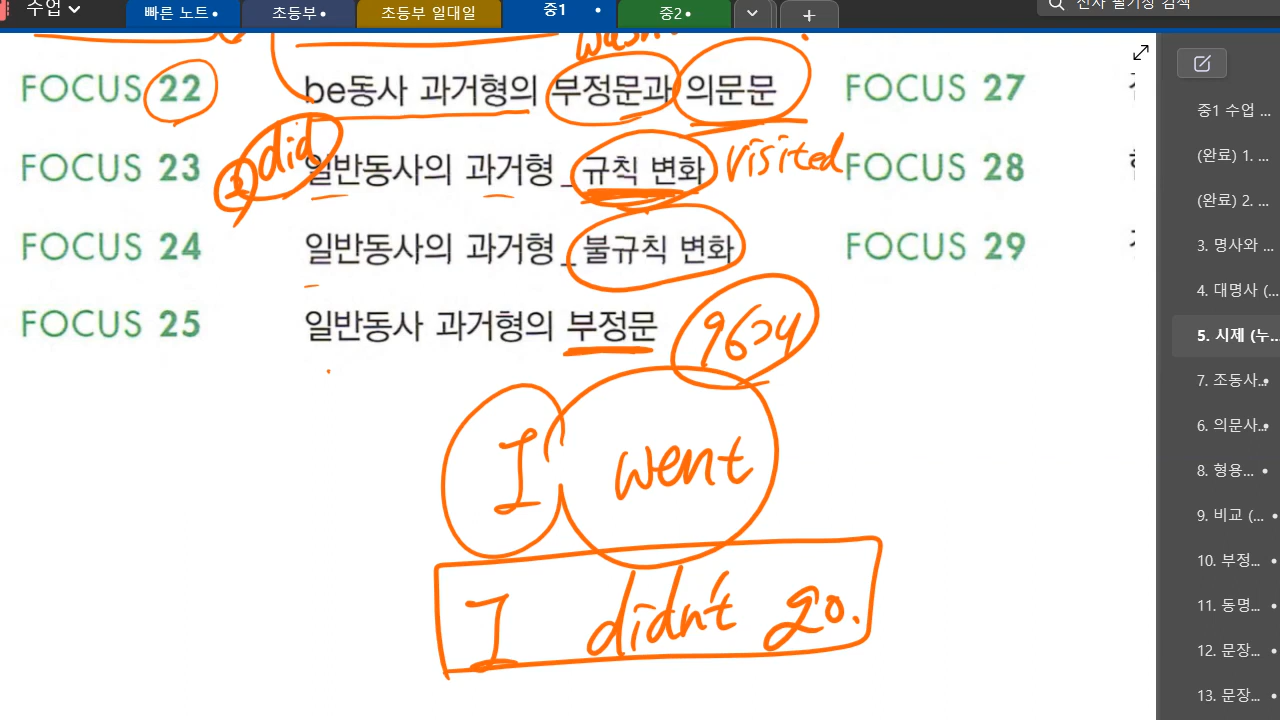 수업
빠른 노트
초등부
초등부 일대일
중1
중2
+
전자 필기장 검색
FOCUS 22 be동사 과거형의 부정문과 의문문 FOCUS 27
did
FOCUS 23 일반동사의 과거형_규칙 변화 visited FOCUS 28
FOCUS 24 일반동사의 과거형_불규칙 변화 FOCUS 29
FOCUS 25 일반동사 과거형의 부정문
I went
I didn't go.
중1 수업 ...
(완료) 1. ...
(완료) 2. ...
3. 명사와 ...
4. 대명사 (...
5. 시제 (누...
7. 조동사...
6. 의문사...
8. 형용...
9. 비교 (...
10. 부정...
11. 동명...
12. 문장...
13. 문장...